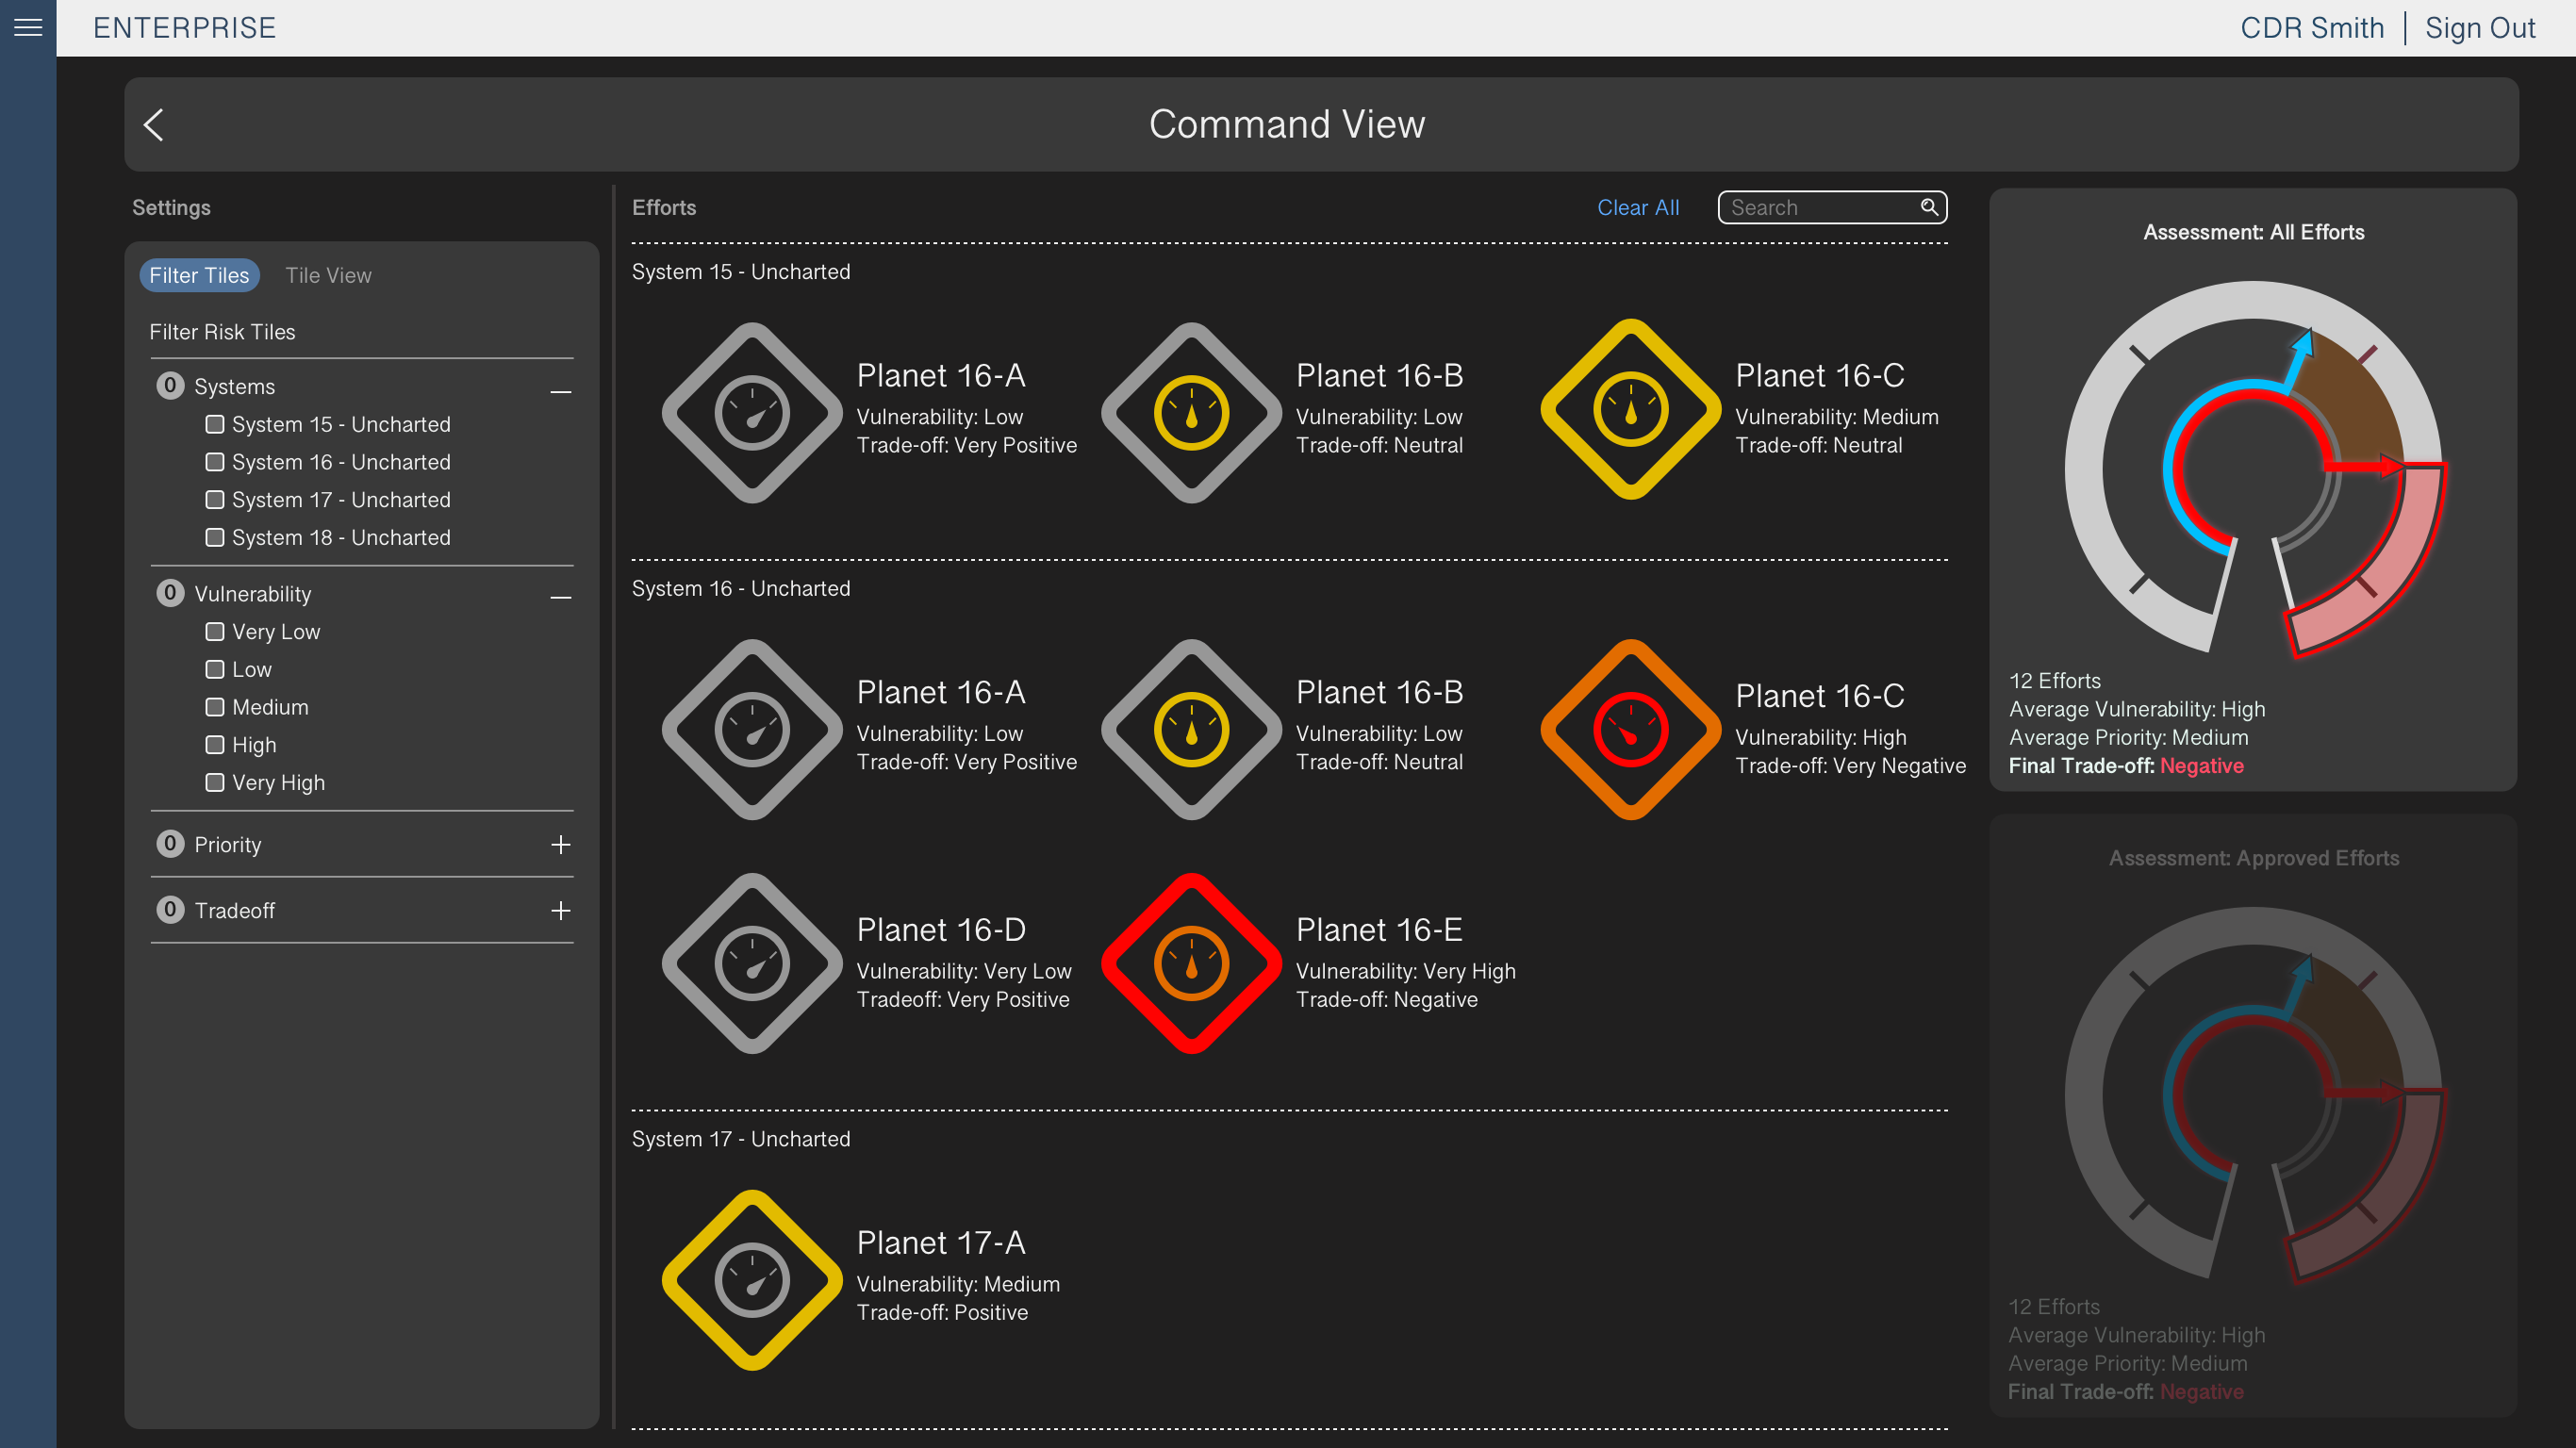 ENTERPRISE
CDR Smith | Sign Out
Command View
Settings
Filter Tiles
Tile View
Filter Risk Tiles
0 Systems
System 15 - Uncharted
System 16 - Uncharted
System 17 - Uncharted
System 18 - Uncharted
0 Vulnerability
Very Low
Low
Medium
High
Very High
0 Priority
0 Tradeoff
Efforts
Clear All
Search
System 15 - Uncharted
Planet 16-A
Vulnerability: Low
Trade-off: Very Positive
Planet 16-B
Vulnerability: Low
Trade-off: Neutral
Planet 16-C
Vulnerability: Medium
Trade-off: Neutral
System 16 - Uncharted
Planet 16-A
Vulnerability: Low
Trade-off: Very Positive
Planet 16-B
Vulnerability: Low
Trade-off: Neutral
Planet 16-C
Vulnerability: High
Trade-off: Very Negative
Planet 16-D
Vulnerability: Very Low
Tradeoff: Very Positive
Planet 16-E
Vulnerability: Very High
Trade-off: Negative
System 17 - Uncharted
Planet 17-A
Vulnerability: Medium
Trade-off: Positive
Assessment: All Efforts
12 Efforts
Average Vulnerability: High
Average Priority: Medium
Final Trade-off: Negative
Assessment: Approved Efforts
12 Efforts
Average Vulnerability: High
Average Priority: Medium
Final Trade-off: Negative